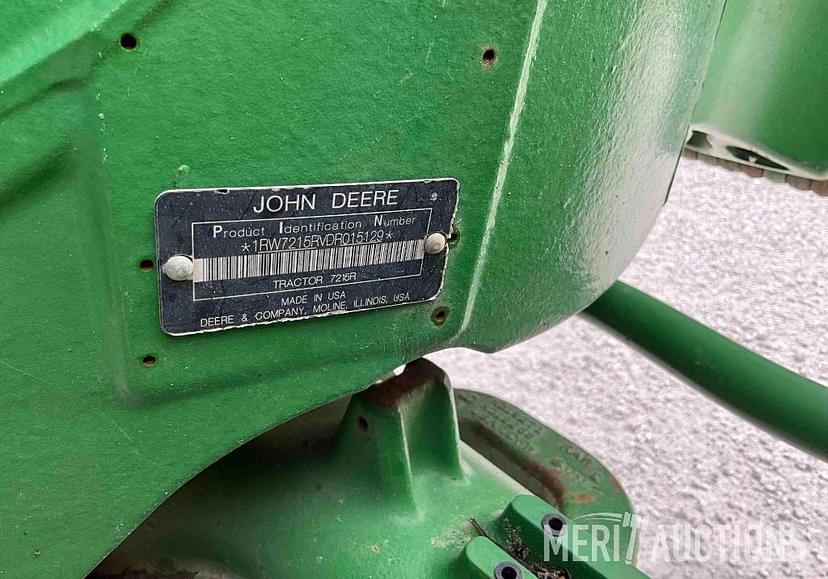 JOHN DEERE
Product Identification Number
*1RW7215RVDR015129*
TRACTOR 7215R
MADE IN USA
DEERE & COMPANY, MOLINE, ILLINOIS, USA
MERIT AUCTIONS